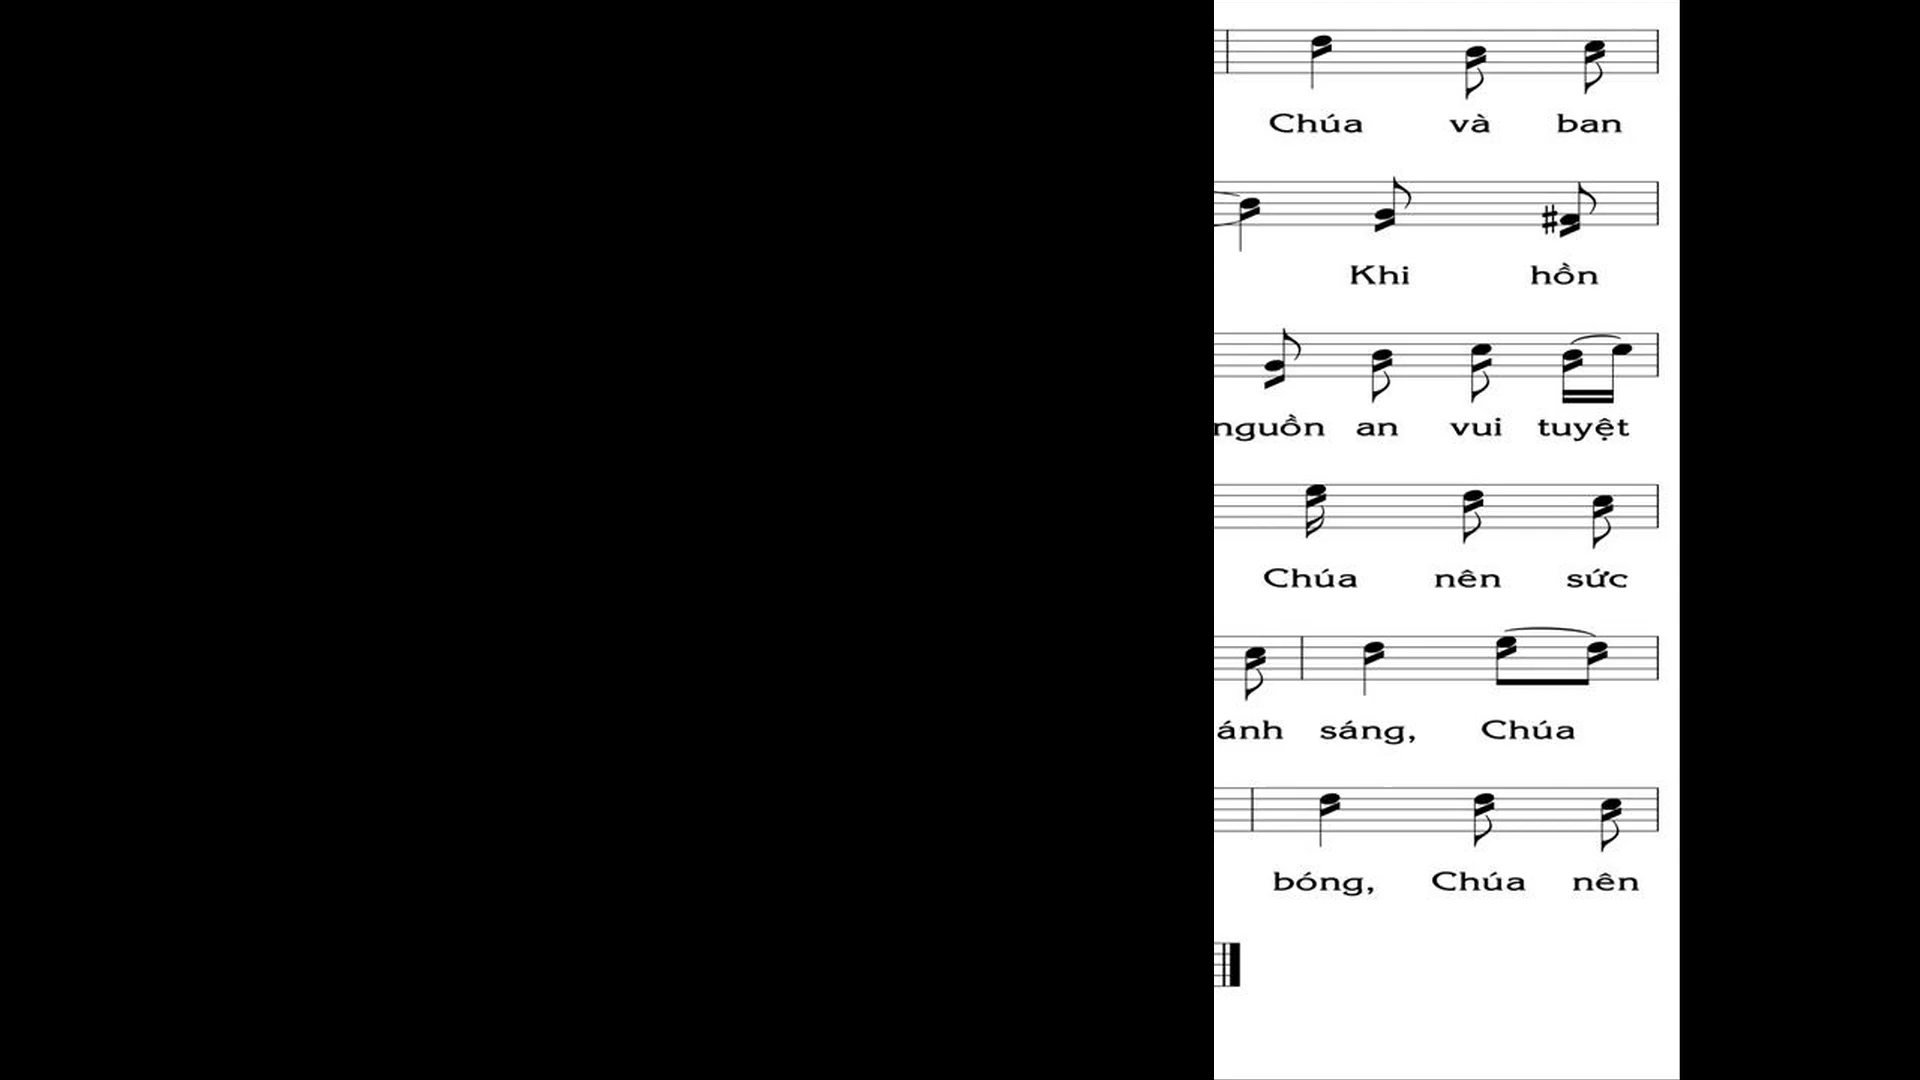 Chúa và ban
Khi hồn
nguồn an vui tuyệt
Chúa nên sức
ánh sáng, Chúa
bóng, Chúa nên